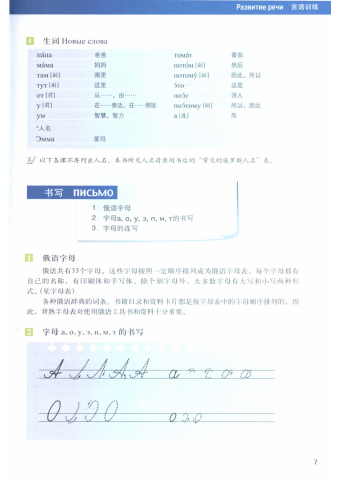 Развитие речи 言语训练
4 生词 Новые слова
па́па 爸爸 тома́т 番茄
ма́ма 妈妈 пото́м [副] 然后
там [副] 那里 потому́ [副] 因此，所以
тут [副] 这里 э́то 这是
от [前] 从……，由…… поэ́т 诗人
у [前] 在……旁边，在……那里 поэ́тому [副] 所以，因此
ум 智慧，智力 а [连] 而
*人名
Э́мма 爱玛
以下各课不再列出人名，本书所见人名请查阅书后的“常见的俄罗斯人名”表。
书写 ПИСЬМО
1. 俄语字母
2. 字母а, о, у, э, п, м, т的书写
3. 字母的连写
1 俄语字母
俄语共有33个字母。这些字母按照一定顺序排列成为俄语字母表。每个字母都有
自己的名称，有印刷体和手写体。除个别字母外，大多数字母有大写和小写两种形
式。(见字母表)
各种俄语辞典的词条、书籍目录和资料卡片都是按字母表中的字母顺序排列的。因
此，背熟字母表对使用俄语工具书和资料十分重要。
2 字母 а, о, у, э, п, м, т 的书写
7